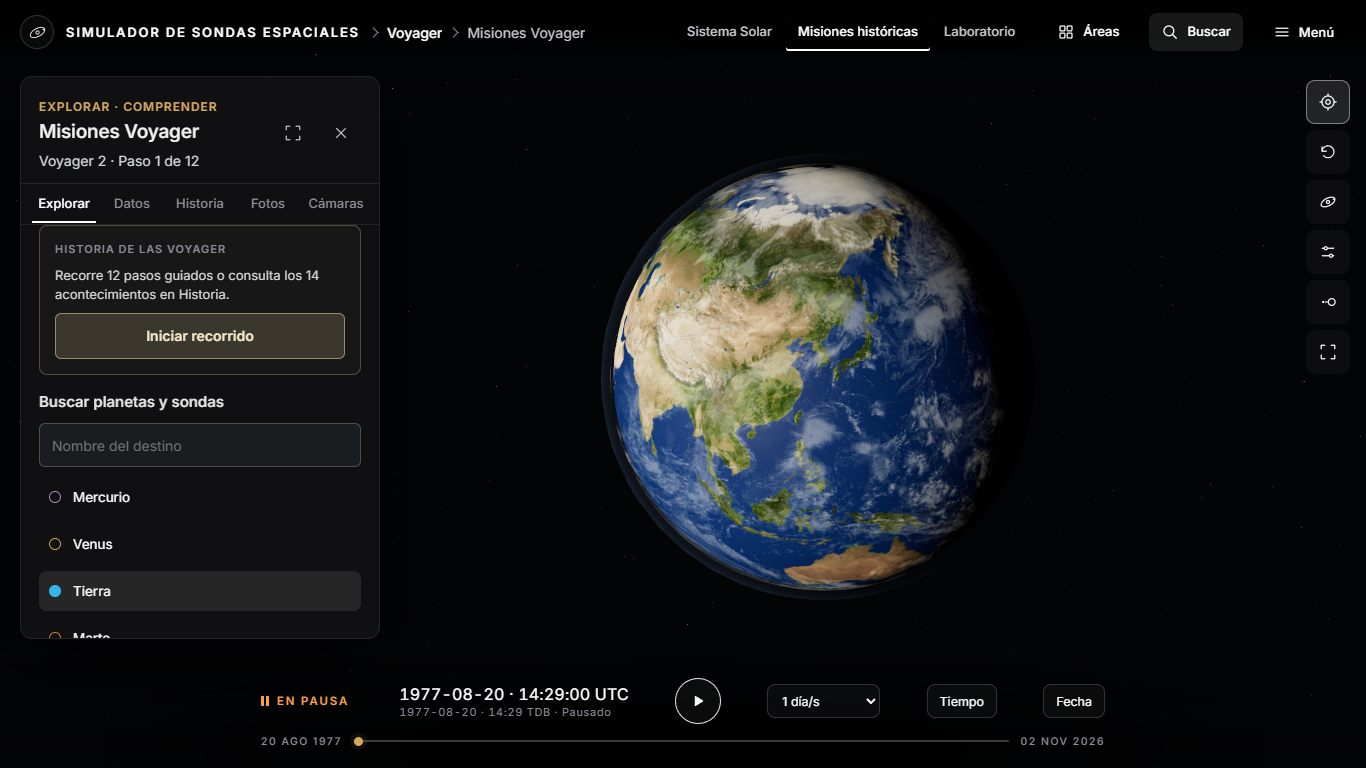 SIMULADOR DE SONDAS ESPACIALES
Voyager
Misiones Voyager
Sistema Solar
Misiones históricas
Laboratorio
Áreas
Buscar
Menú
EXPLORAR · COMPRENDER
Misiones Voyager
Voyager 2 · Paso 1 de 12
Explorar
Datos
Historia
Fotos
Cámaras
HISTORIA DE LAS VOYAGER
Recorre 12 pasos guiados o consulta los 14
acontecimientos en Historia.
Iniciar recorrido
Buscar planetas y sondas
Nombre del destino
Mercurio
Venus
Tierra
Marte
EN PAUSA
1977-08-20 · 14:29:00 UTC
1977-08-20 · 14:29 TDB · Pausado
1 día/s
Tiempo
Fecha
20 AGO 1977
02 NOV 2026